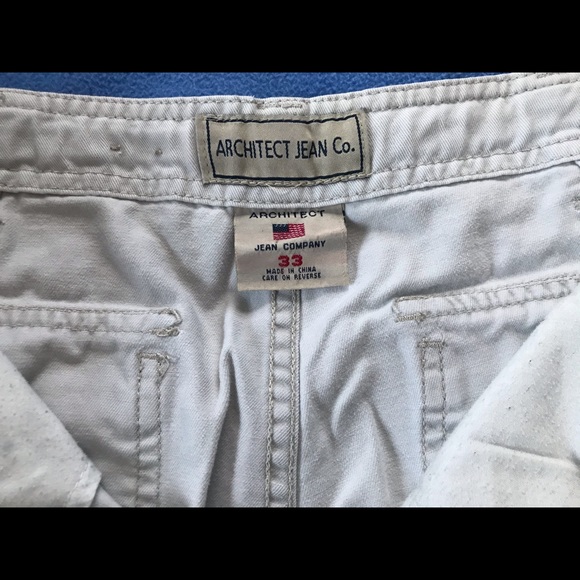 ARCHITECT JEAN Co.
ARCHITECT
JEAN COMPANY
33
MADE IN CHINA
CARE ON REVERSE